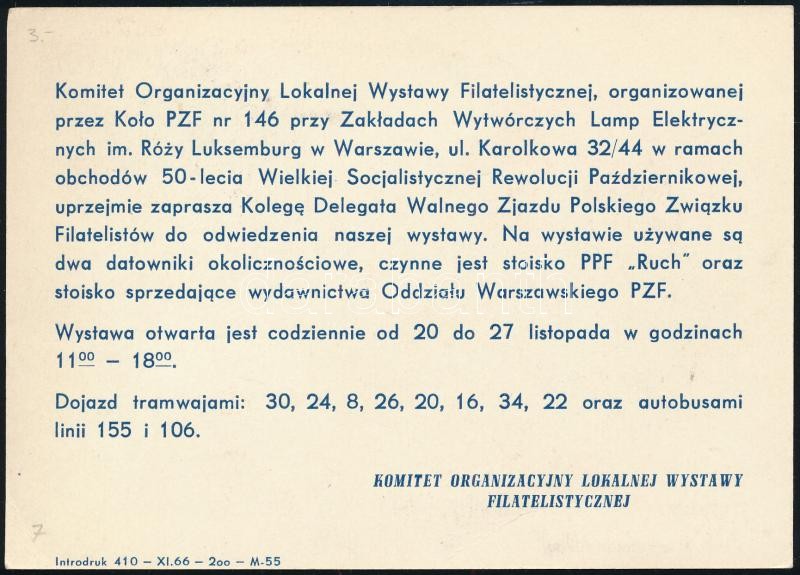 3.-
Komitet Organizacyjny Lokalnej Wystawy Filatelistycznej, organizowanej
przez Koło PZF nr 146 przy Zakładach Wytwórczych Lamp Elektrycz-
nych im. Róży Luksemburg w Warszawie, ul. Karolkowa 32/44 w ramach
obchodów 50-lecia Wielkiej Socjalistycznej Rewolucji Październikowej,
uprzejmie zaprasza Kolegę Delegata Walnego Zjazdu Polskiego Związku
Filatelistów do odwiedzenia naszej wystawy. Na wystawie używane są
dwa datowniki okolicznościowe, czynne jest stoisko PPF „Ruch" oraz
stoisko sprzedające wydawnictwa Oddziału Warszawskiego PZF.
Wystawa otwarta jest codziennie od 20 do 27 listopada w godzinach
11⁰⁰ – 18⁰⁰.
Dojazd tramwajami: 30, 24, 8, 26, 20, 16, 34, 22 oraz autobusami
linii 155 i 106.
KOMITET ORGANIZACYJNY LOKALNEJ WYSTAWY
FILATELISTYCZNEJ
7
Introdruk 410 – XI.66 – 2oo – M-55